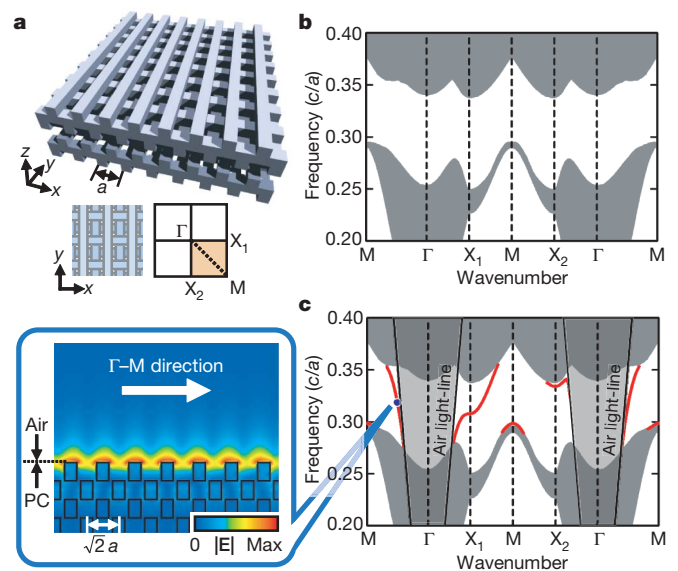 a
z
y
x
a
y
x
Γ
X1
X2
M
b
Frequency (c/a)
0.40
0.35
0.30
0.25
0.20
M Γ X1 M X2 Γ M
Wavenumber
Γ–M direction
Air
PC
√2 a
0 |E| Max
c
Frequency (c/a)
0.40
0.35
0.30
0.25
0.20
Air light-line
Air light-line
M Γ X1 M X2 Γ M
Wavenumber